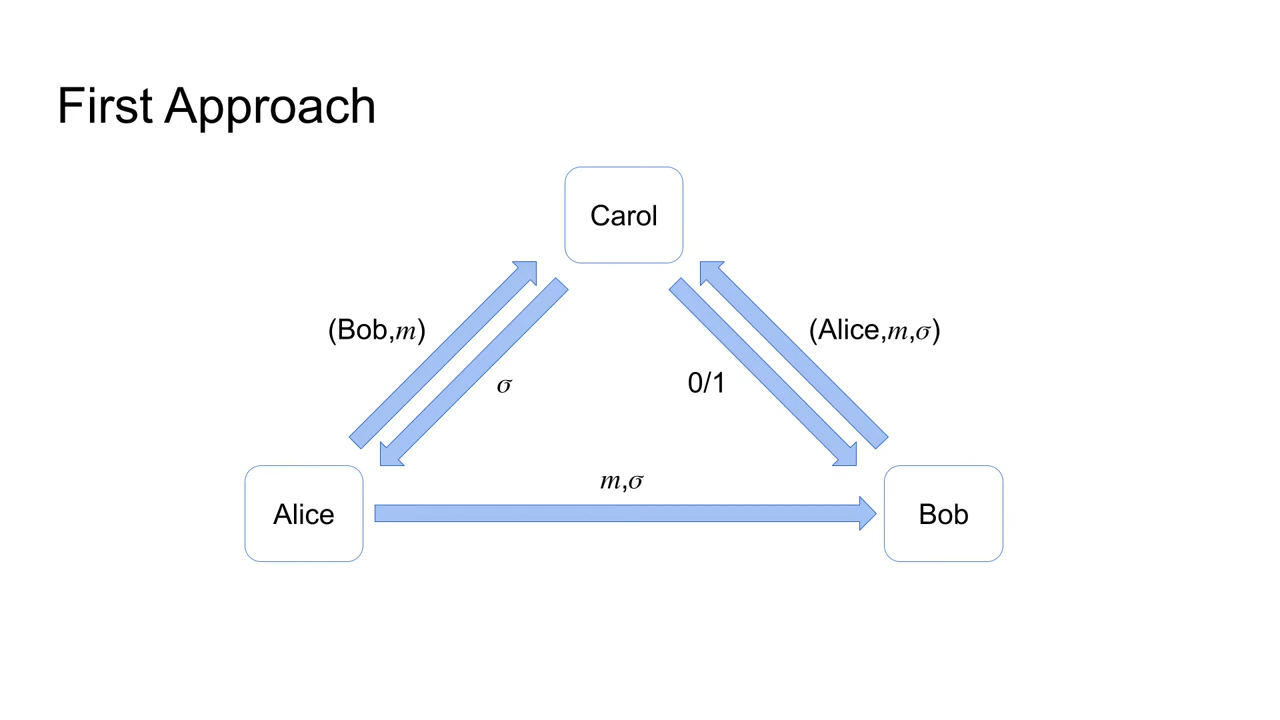 First Approach
Carol
(Bob,m)
(Alice,m,σ)
σ
0/1
m,σ
Alice
Bob